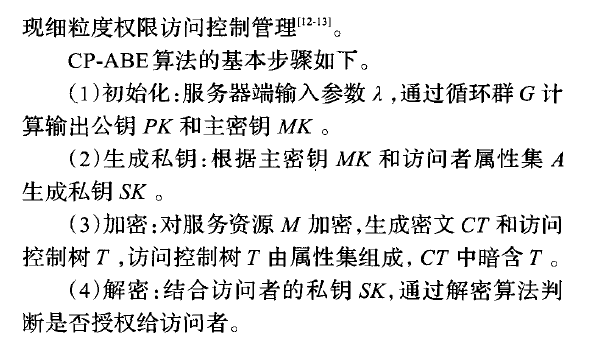 现细粒度权限访问控制管理[12-13]。
CP-ABE算法的基本步骤如下。
(1)初始化:服务器端输入参数 λ ,通过循环群 G 计
算输出公钥 PK 和主密钥 MK 。
(2)生成私钥:根据主密钥 MK 和访问者属性集 A
生成私钥 SK 。
(3)加密:对服务资源 M 加密,生成密文 CT 和访问
控制树 T ,访问控制树 T 由属性集组成, CT 中暗含 T 。
(4)解密:结合访问者的私钥 SK,通过解密算法判
断是否授权给访问者。